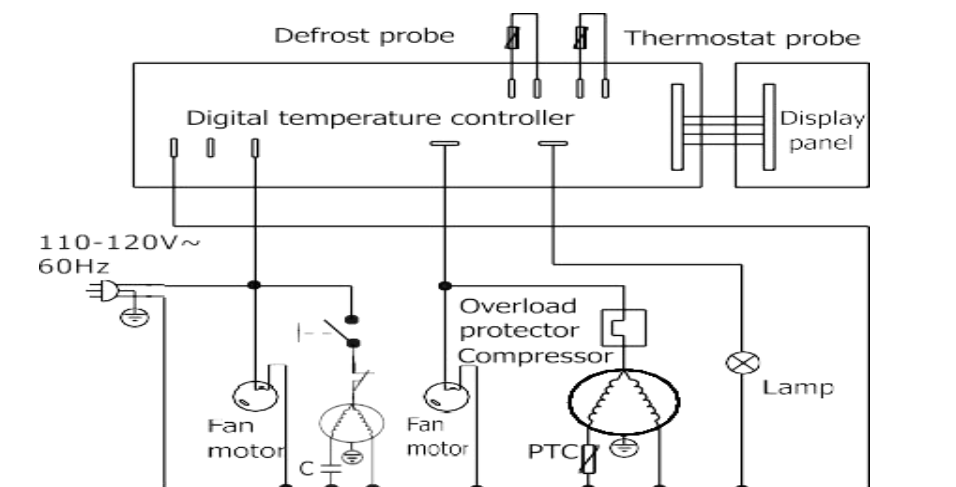 Defrost probe
Thermostat probe
Digital temperature controller
Display
panel
110-120V~
60Hz
Overload
protector
Compressor
Lamp
Fan
motor
Fan
motor
PTC
C